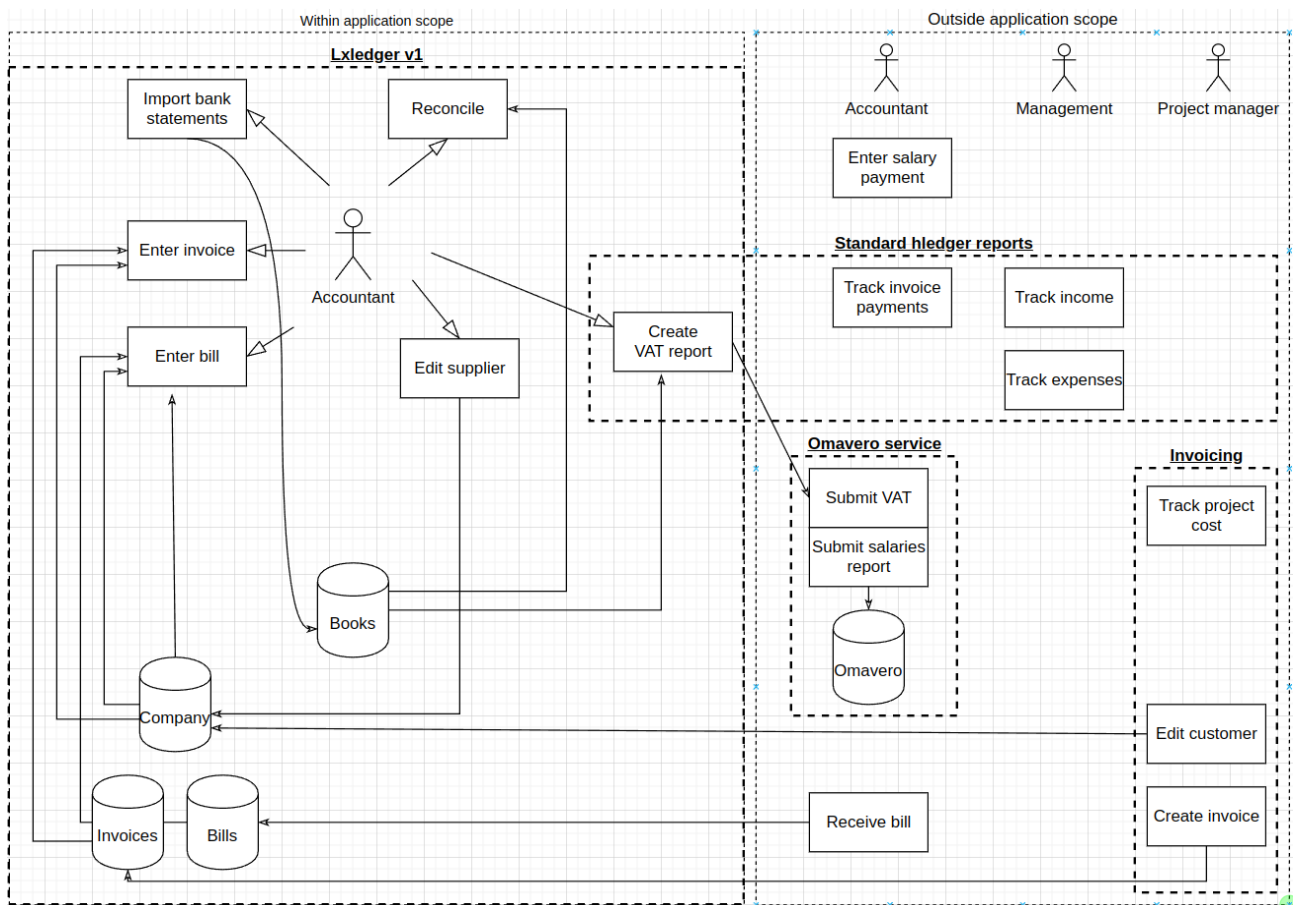 Within application scope
Outside application scope
Lxledger v1
Import bank
statements
Reconcile
Accountant
Management
Project manager
Enter salary
payment
Enter invoice
Accountant
Standard hledger reports
Track invoice
payments
Track income
Create
VAT report
Enter bill
Edit supplier
Track expenses
Omavero service
Invoicing
Submit VAT
Track project
cost
Submit salaries
report
Books
Omavero
Company
Edit customer
Invoices
Bills
Receive bill
Create invoice